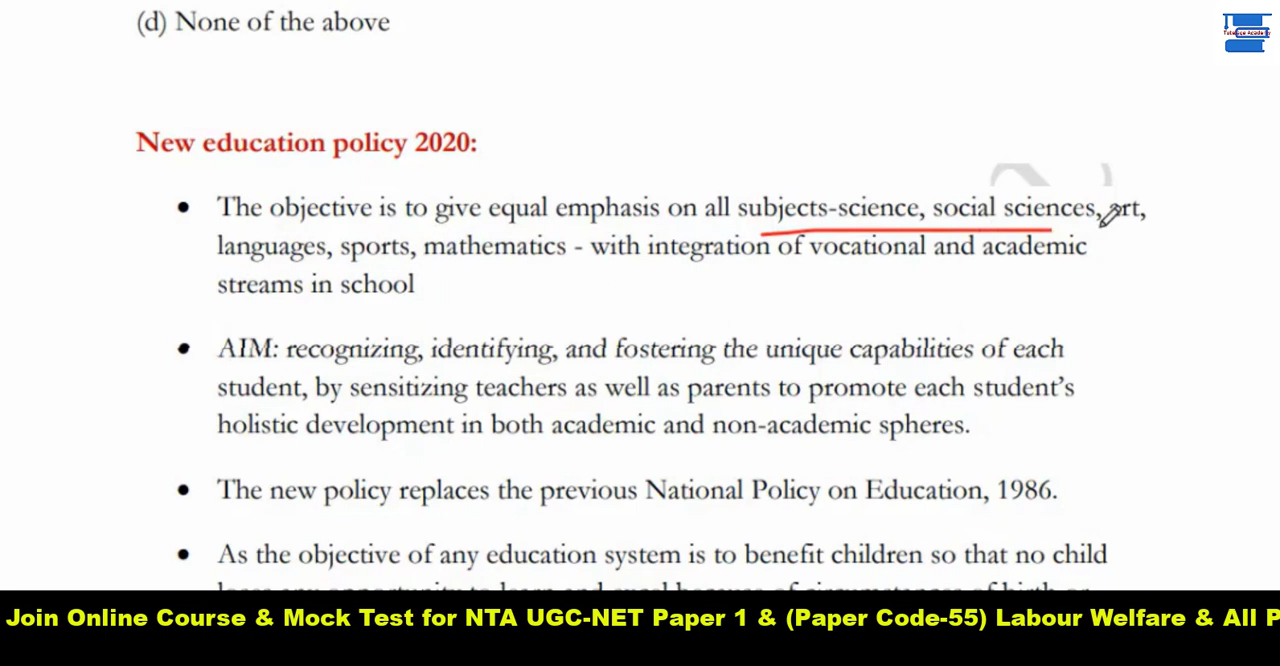 (d) None of the above
New education policy 2020:
• The objective is to give equal emphasis on all subjects-science, social sciences, art,
languages, sports, mathematics - with integration of vocational and academic
streams in school
• AIM: recognizing, identifying, and fostering the unique capabilities of each
student, by sensitizing teachers as well as parents to promote each student's
holistic development in both academic and non-academic spheres.
• The new policy replaces the previous National Policy on Education, 1986.
• As the objective of any education system is to benefit children so that no child
Join Online Course & Mock Test for NTA UGC-NET Paper 1 & (Paper Code-55) Labour Welfare & All P